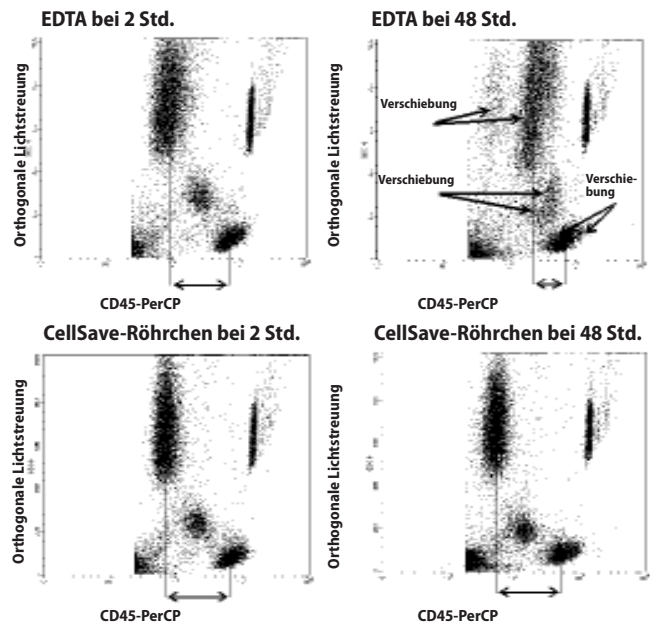 EDTA bei 2 Std.
EDTA bei 48 Std.
Orthogonale Lichtstreuung
Orthogonale Lichtstreuung
Verschiebung
Verschiebung
Verschie-
bung
CD45-PerCP
CD45-PerCP
CellSave-Röhrchen bei 2 Std.
CellSave-Röhrchen bei 48 Std.
Orthogonale Lichtstreuung
Orthogonale Lichtstreuung
CD45-PerCP
CD45-PerCP